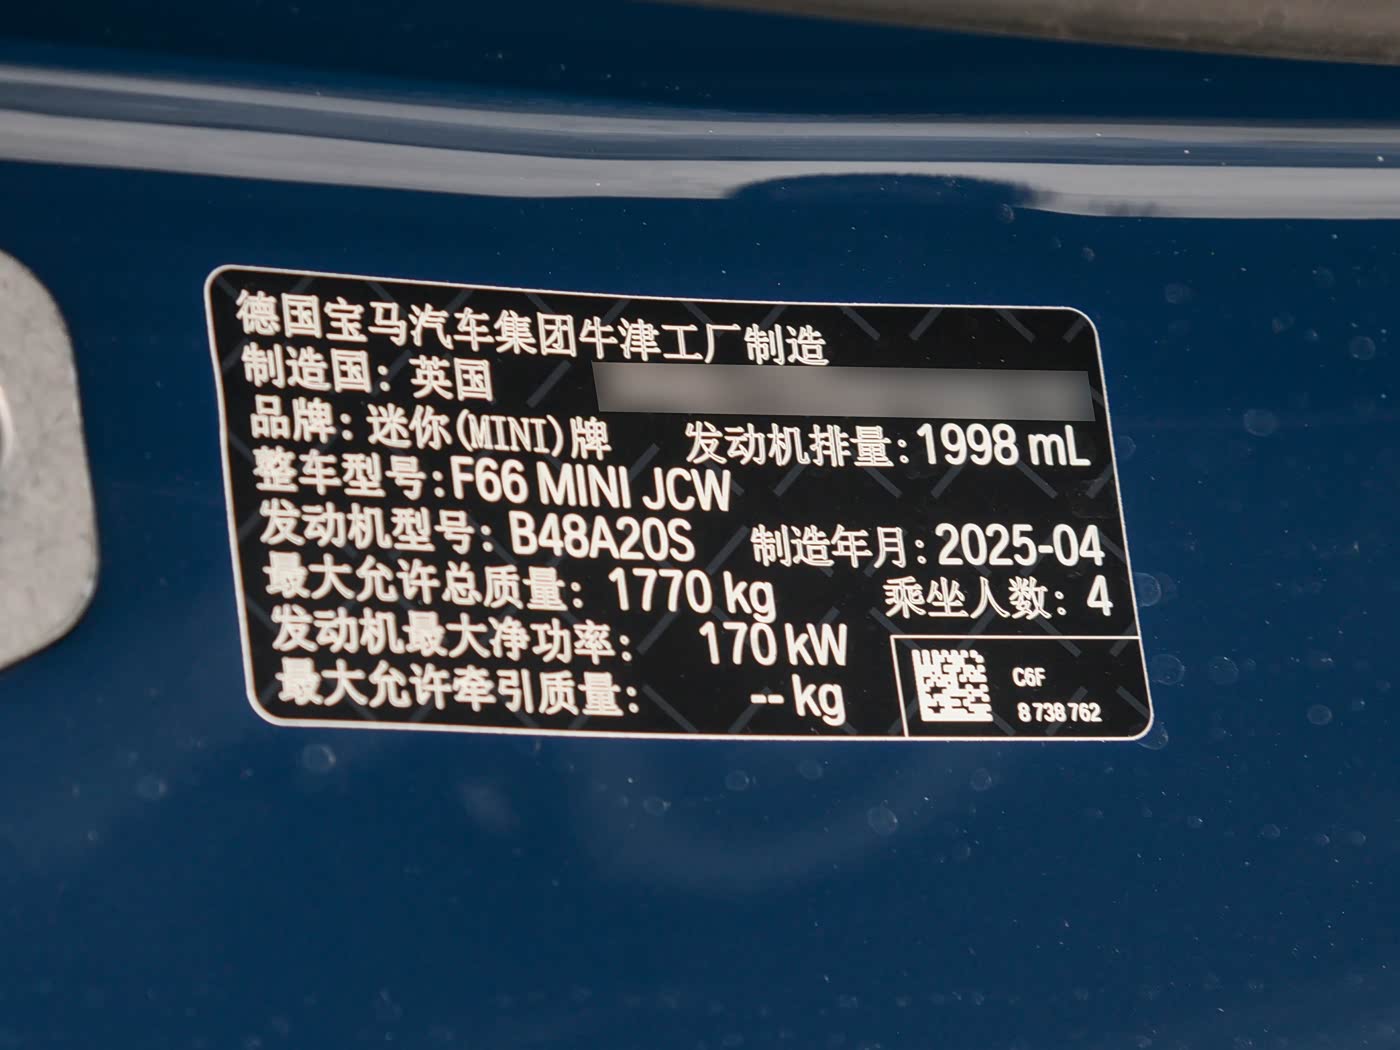 德国宝马汽车集团牛津工厂制造
制造国：英国
品牌：迷你(MINI)牌 发动机排量：1998 mL
整车型号：F66 MINI JCW
发动机型号：B48A20S 制造年月：2025-04
最大允许总质量：1770 kg 乘坐人数：4
发动机最大净功率：170 kW
最大允许牵引质量：-- kg
C6F
8 738 762